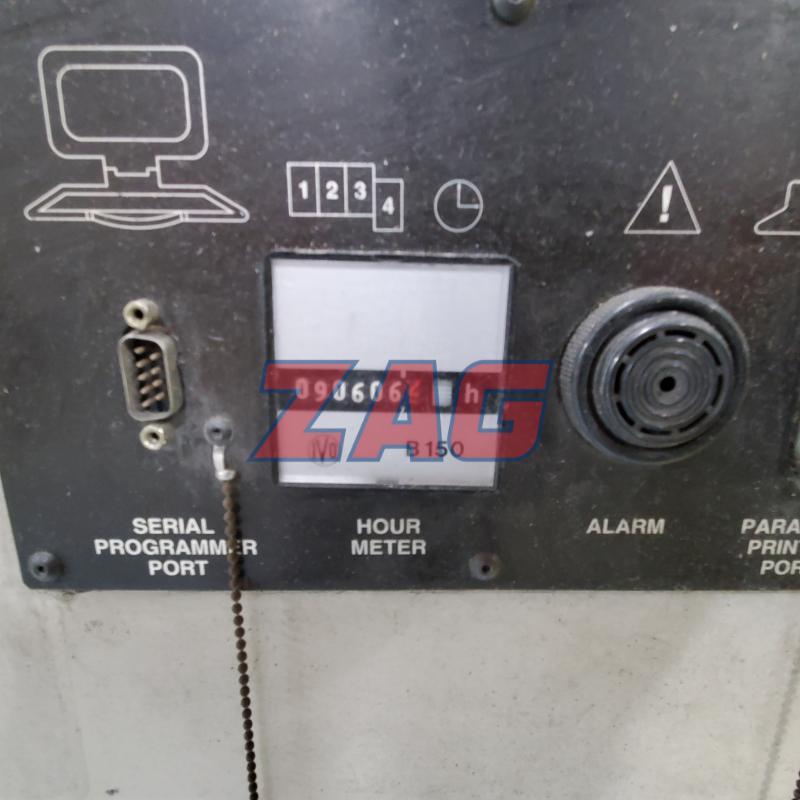 1 2 3 4
!
090606 h
B 150
ZAG
SERIAL
PROGRAMMER
PORT
HOUR
METER
ALARM
PARA
PRIN
POR